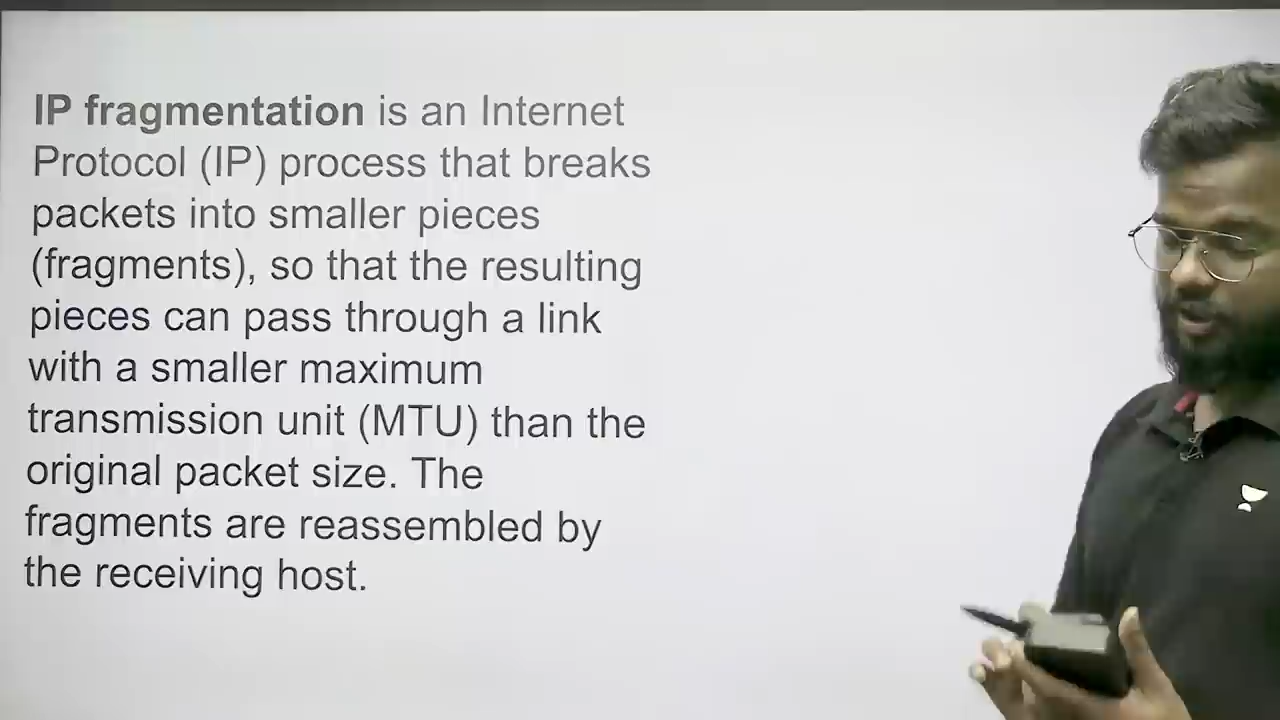 IP fragmentation is an Internet
Protocol (IP) process that breaks
packets into smaller pieces
(fragments), so that the resulting
pieces can pass through a link
with a smaller maximum
transmission unit (MTU) than the
original packet size. The
fragments are reassembled by
the receiving host.